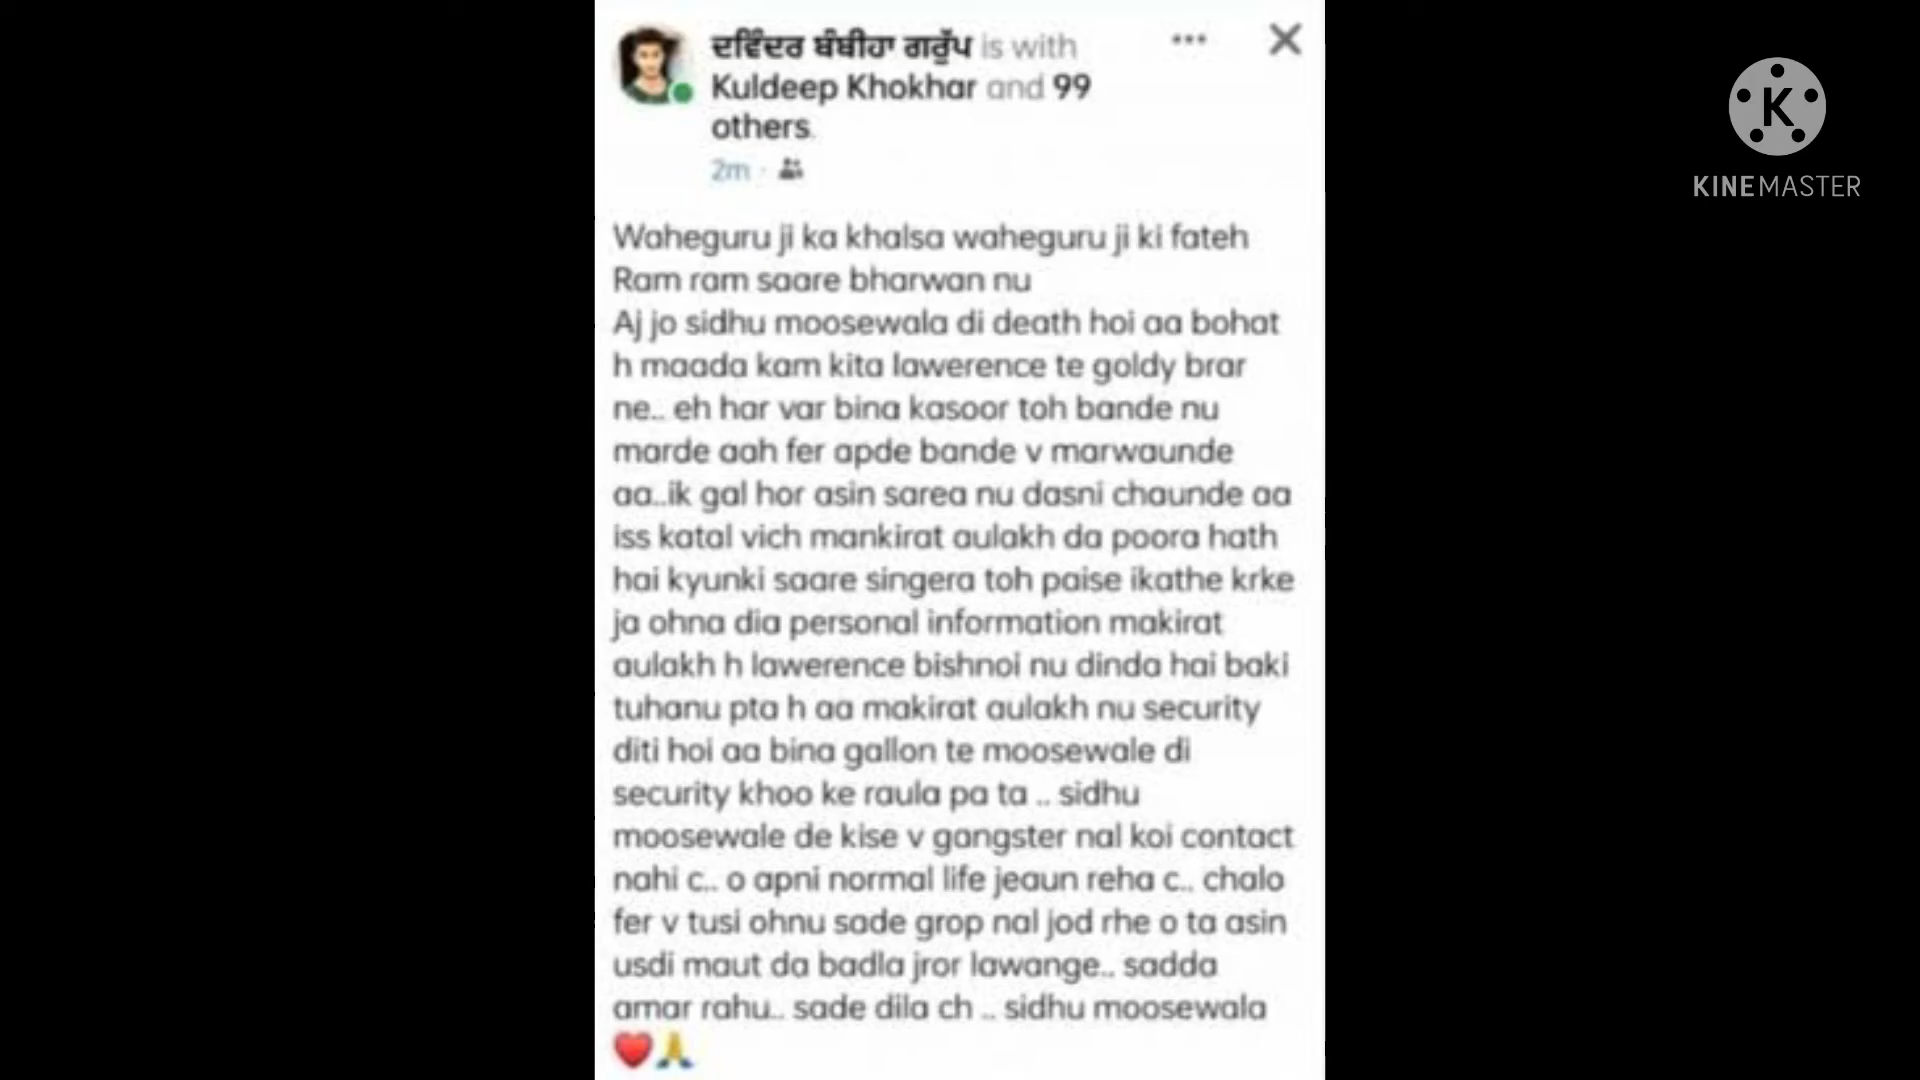 ਦਵਿੰਦਰ ਬੰਬੀਹਾ ਗਰੁੱਪ is with
Kuldeep Khokhar and 99
others.
2m ·
Waheguru ji ka khalsa waheguru ji ki fateh
Ram ram saare bharwan nu
Aj jo sidhu moosewala di death hoi aa bohat
h maada kam kita lawerence te goldy brar
ne.. eh har var bina kasoor toh bande nu
marde aah fer apde bande v marwaunde
aa..ik gal hor asin sarea nu dasni chaunde aa
iss katal vich mankirat aulakh da poora hath
hai kyunki saare singera toh paise ikathe krke
ja ohna dia personal information makirat
aulakh h lawerence bishnoi nu dinda hai baki
tuhanu pta h aa makirat aulakh nu security
diti hoi aa bina gallon te moosewale di
security khoo ke raula pa ta .. sidhu
moosewale de kise v gangster nal koi contact
nahi c.. o apni normal life jeaun reha c.. chalo
fer v tusi ohnu sade grop nal jod rhe o ta asin
usdi maut da badla jror lawange.. sadda
amar rahu.. sade dila ch .. sidhu moosewala
❤️🙏
K
KINEMASTER